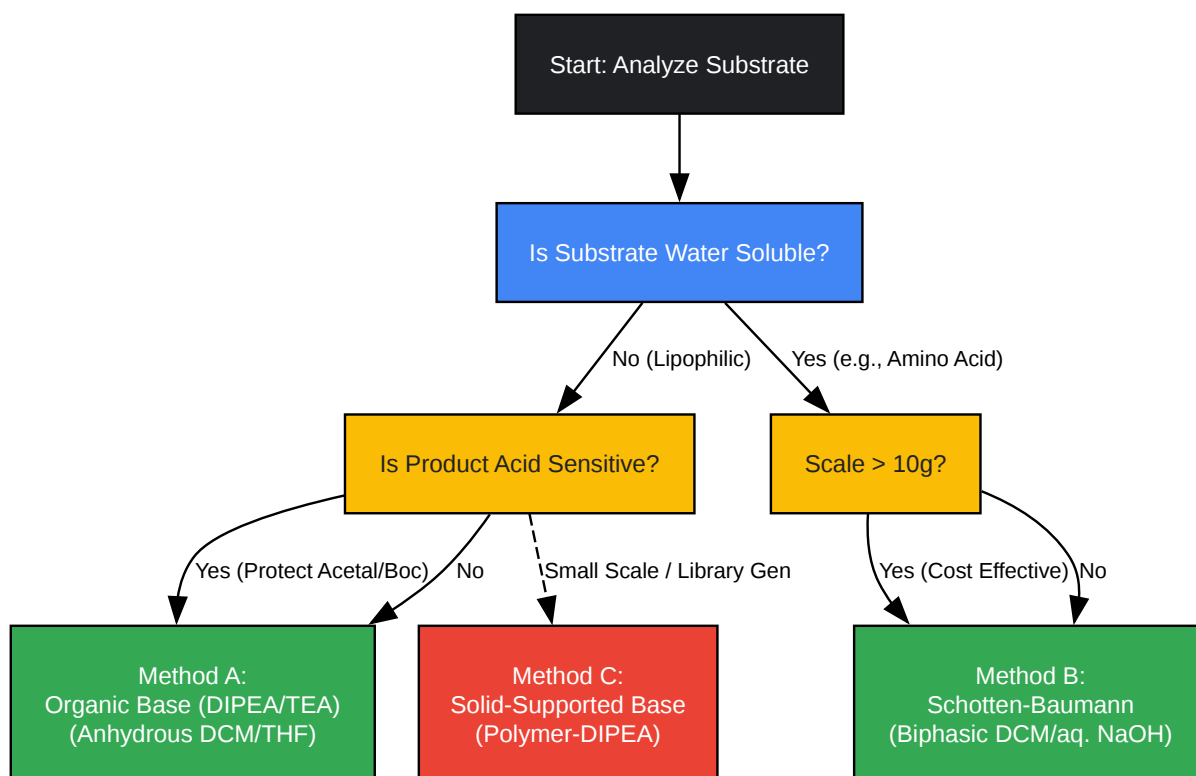 Start: Analyze Substrate
Is Substrate Water Soluble?
No (Lipophilic)
Yes (e.g., Amino Acid)
Is Product Acid Sensitive?
Scale > 10g?
Yes (Protect Acetal/Boc)
No
Small Scale / Library Gen
Yes (Cost Effective)
No
Method A:
Organic Base (DIPEA/TEA)
(Anhydrous DCM/THF)
Method C:
Solid-Supported Base
(Polymer-DIPEA)
Method B:
Schotten-Baumann
(Biphasic DCM/aq. NaOH)